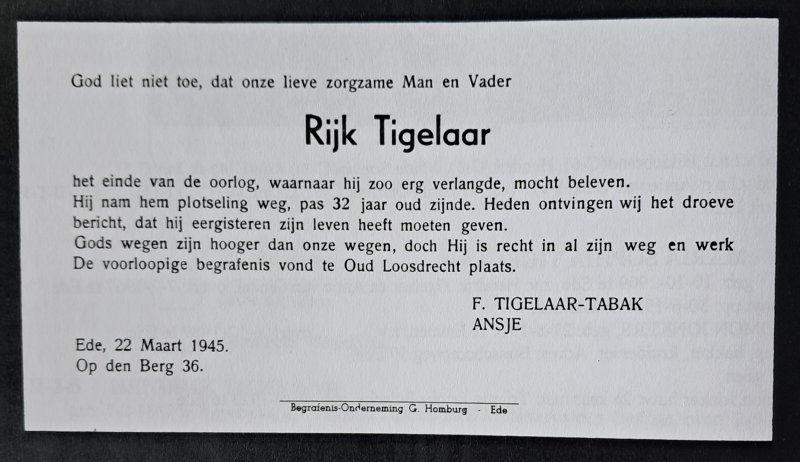 God liet niet toe, dat onze lieve zorgzame Man en Vader
Rijk Tigelaar
het einde van de oorlog, waarnaar hij zoo erg verlangde, mocht beleven.
Hij nam hem plotseling weg, pas 32 jaar oud zijnde. Heden ontvingen wij het droeve
bericht, dat hij eergisteren zijn leven heeft moeten geven.
Gods wegen zijn hooger dan onze wegen, doch Hij is recht in al zijn weg en werk
De voorloopige begrafenis vond te Oud Loosdrecht plaats.
F. TIGELAAR-TABAK
ANSJE
Ede, 22 Maart 1945.
Op den Berg 36.
Begrafenis-Onderneming G. Homburg - Ede